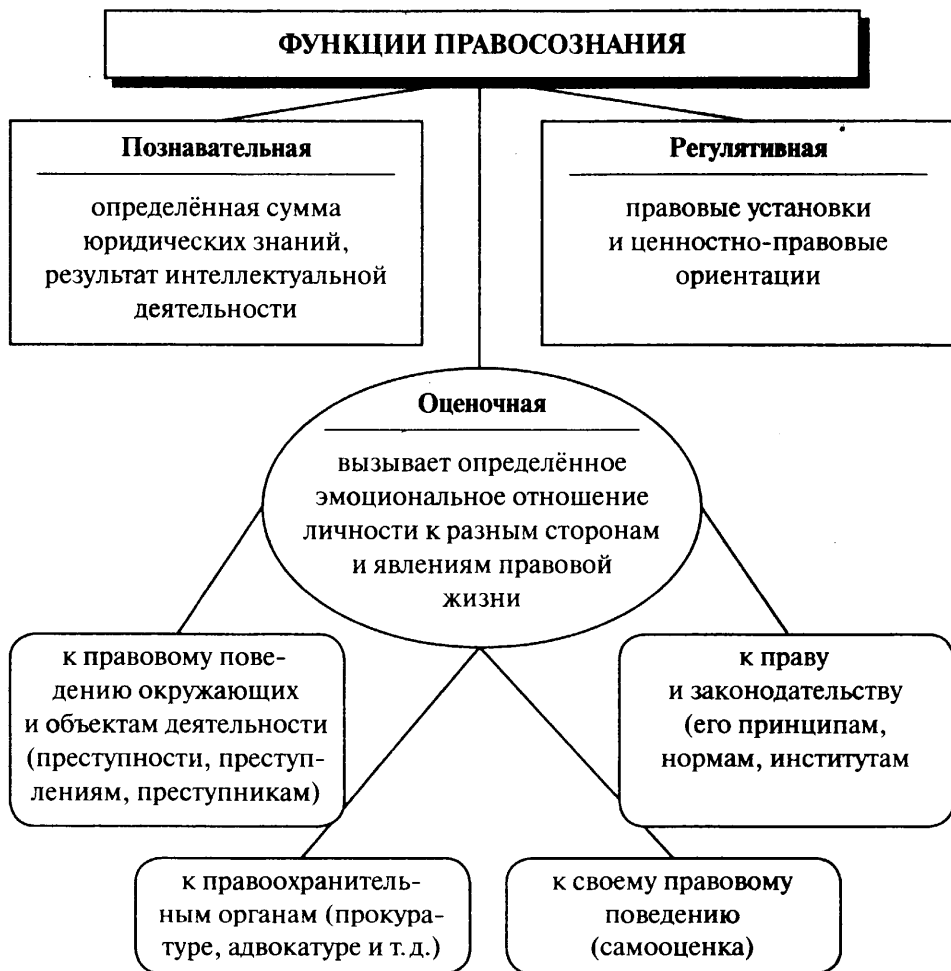 ФУНКЦИИ ПРАВОСОЗНАНИЯ
Познавательная
определённая сумма
юридических знаний,
результат интеллектуальной
деятельности
Регулятивная
правовые установки
и ценностно-правовые
ориентации
Оценочная
вызывает определённое
эмоциональное отношение
личности к разным сторонам
и явлениям правовой
жизни
к правовому пове-
дению окружающих
и объектам деятельности
(преступности, преступ-
лениям, преступникам)
к праву
и законодательству
(его принципам,
нормам, институтам
к правоохранитель-
ным органам (прокура-
туре, адвокатуре и т. д.)
к своему правовому
поведению
(самооценка)